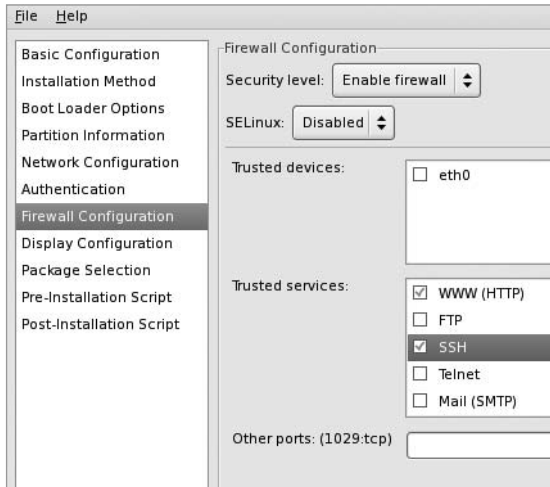 File Help
Basic Configuration
Installation Method
Boot Loader Options
Partition Information
Network Configuration
Authentication
Firewall Configuration
Display Configuration
Package Selection
Pre-Installation Script
Post-Installation Script
Firewall Configuration
Security level: Enable firewall
SELinux: Disabled
Trusted devices:
eth0
Trusted services:
WWW (HTTP)
FTP
SSH
Telnet
Mail (SMTP)
Other ports: (1029:tcp)